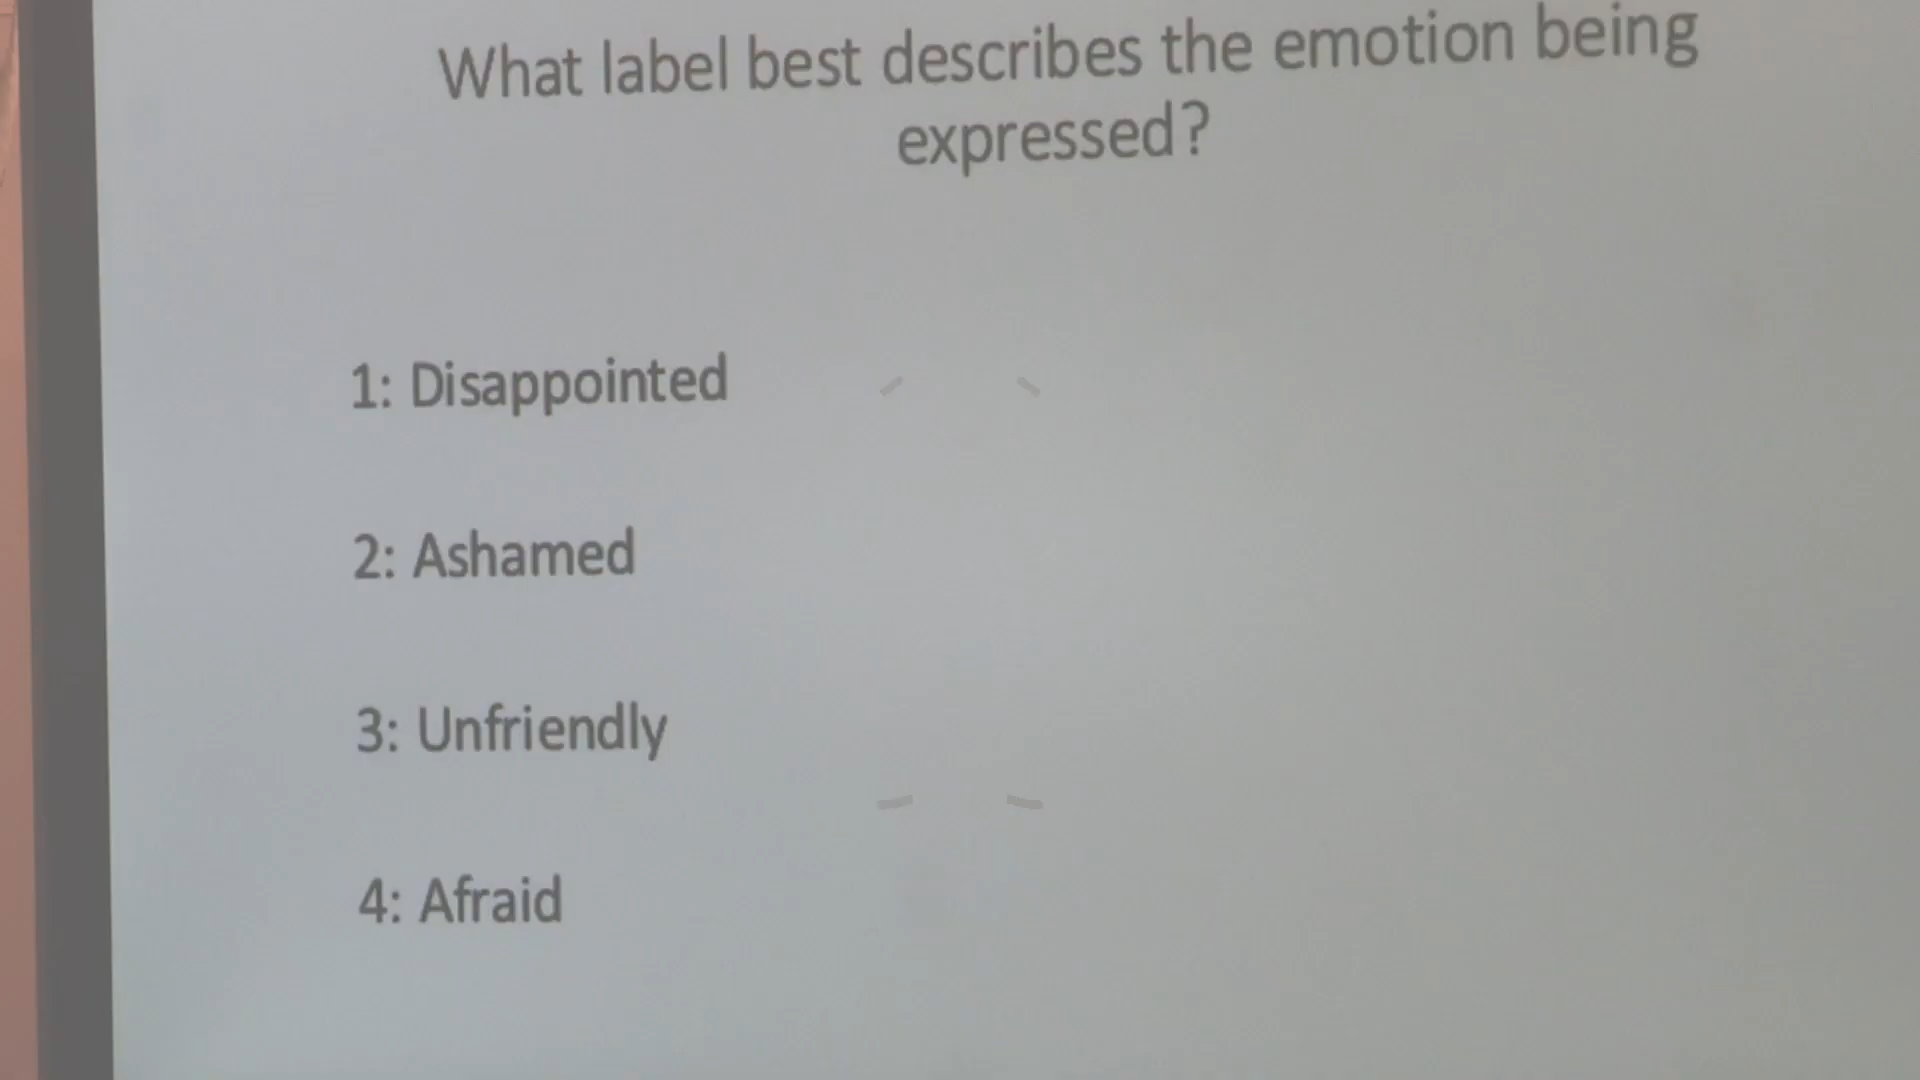 What label best describes the emotion being
expressed?
1: Disappointed
2: Ashamed
3: Unfriendly
4: Afraid